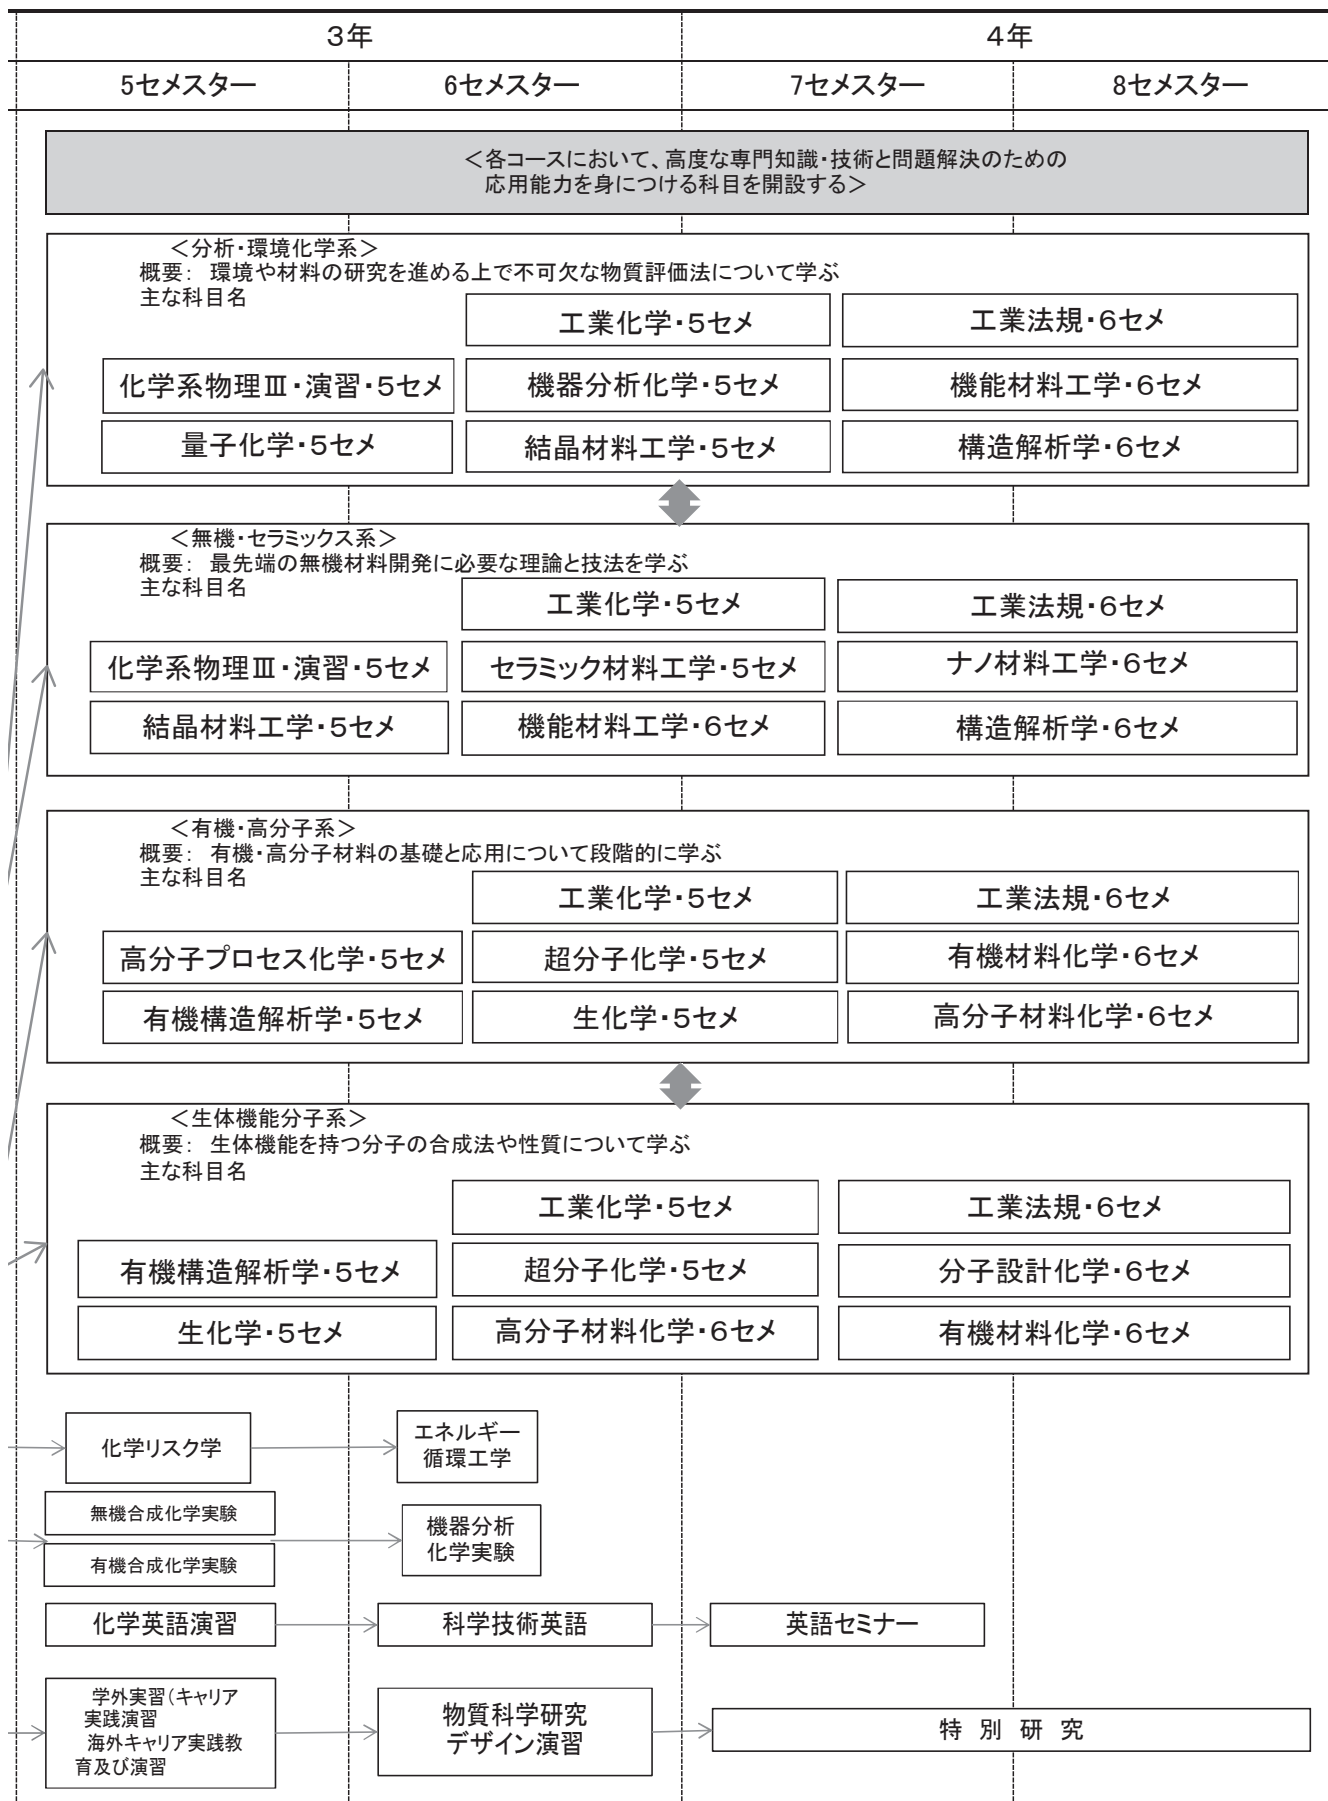 3年
4年
5セメスター
6セメスター
7セメスター
8セメスター
＜各コースにおいて、高度な専門知識・技術と問題解決のための
応用能力を身につける科目を開設する＞
＜分析・環境化学系＞
概要： 環境や材料の研究を進める上で不可欠な物質評価法について学ぶ
主な科目名
工業化学・5セメ
工業法規・6セメ
化学系物理Ⅲ・演習・5セメ
機器分析化学・5セメ
機能材料工学・6セメ
量子化学・5セメ
結晶材料工学・5セメ
構造解析学・6セメ
＜無機・セラミックス系＞
概要： 最先端の無機材料開発に必要な理論と技法を学ぶ
主な科目名
工業化学・5セメ
工業法規・6セメ
化学系物理Ⅲ・演習・5セメ
セラミック材料工学・5セメ
ナノ材料工学・6セメ
結晶材料工学・5セメ
機能材料工学・6セメ
構造解析学・6セメ
＜有機・高分子系＞
概要： 有機・高分子材料の基礎と応用について段階的に学ぶ
主な科目名
工業化学・5セメ
工業法規・6セメ
高分子プロセス化学・5セメ
超分子化学・5セメ
有機材料化学・6セメ
有機構造解析学・5セメ
生化学・5セメ
高分子材料化学・6セメ
＜生体機能分子系＞
概要： 生体機能を持つ分子の合成法や性質について学ぶ
主な科目名
工業化学・5セメ
工業法規・6セメ
有機構造解析学・5セメ
超分子化学・5セメ
分子設計化学・6セメ
生化学・5セメ
高分子材料化学・6セメ
有機材料化学・6セメ
化学リスク学
エネルギー
循環工学
無機合成化学実験
有機合成化学実験
機器分析
化学実験
化学英語演習
科学技術英語
英語セミナー
学外実習（キャリア
実践演習
海外キャリア実践教
育及び演習
物質科学研究
デザイン演習
特 別 研 究